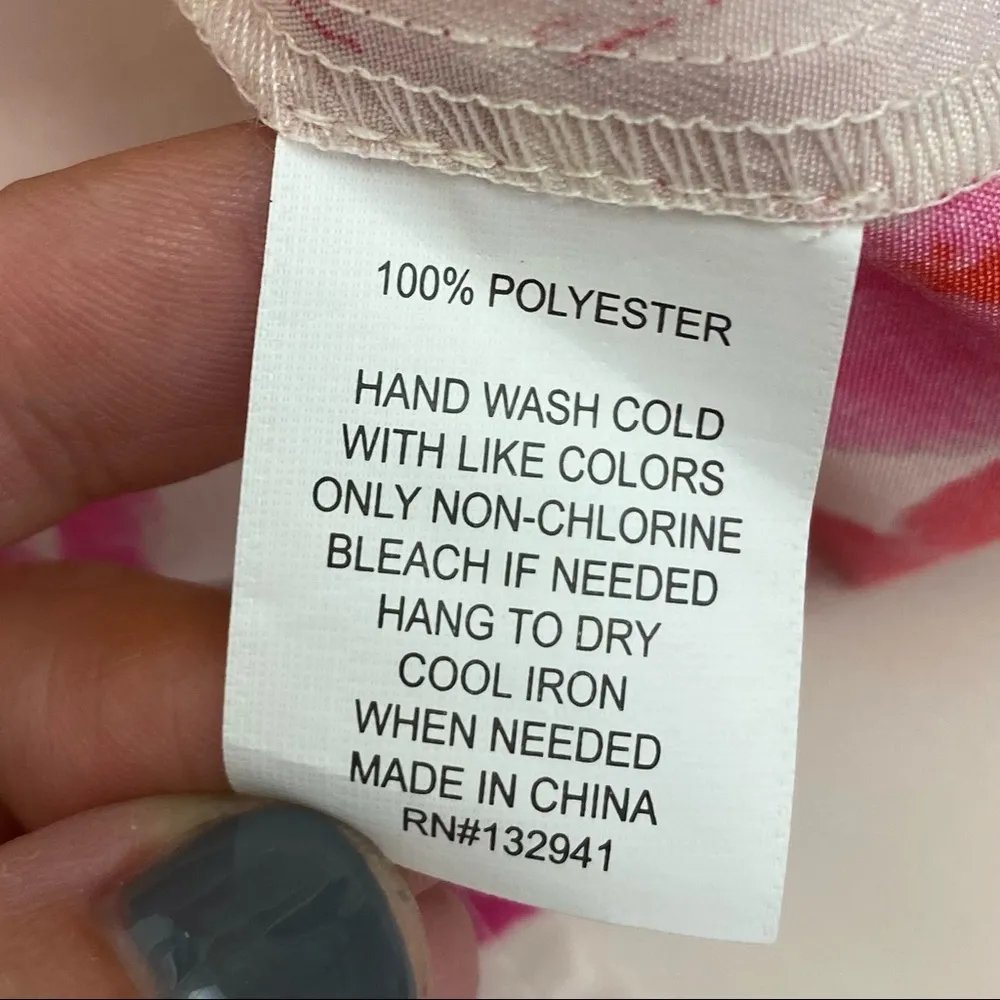 100% POLYESTER
HAND WASH COLD
WITH LIKE COLORS
ONLY NON-CHLORINE
BLEACH IF NEEDED
HANG TO DRY
COOL IRON
WHEN NEEDED
MADE IN CHINA
RN#132941